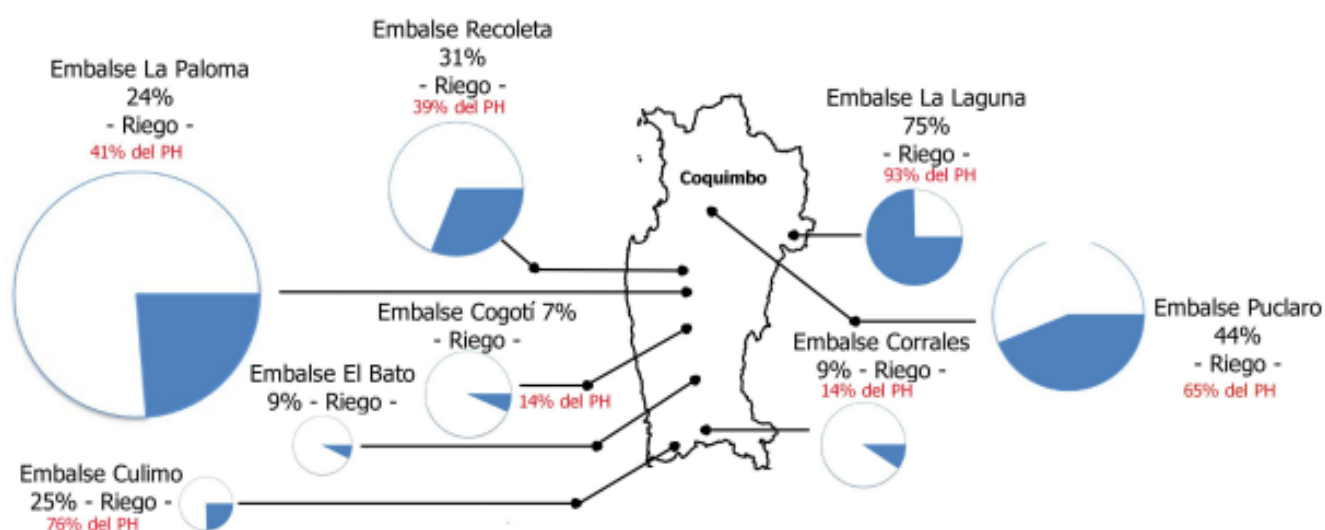 Embalse La Paloma
24%
- Riego -
41% del PH
Embalse Recoleta
31%
- Riego -
39% del PH
Coquimbo
Embalse La Laguna
75%
- Riego -
93% del PH
Embalse Cogotí 7%
- Riego -
14% del PH
Embalse El Bato
9% - Riego -
Embalse Culimo
25% - Riego -
76% del PH
Embalse Corrales
9% - Riego -
14% del PH
Embalse Puclaro
44%
- Riego -
65% del PH